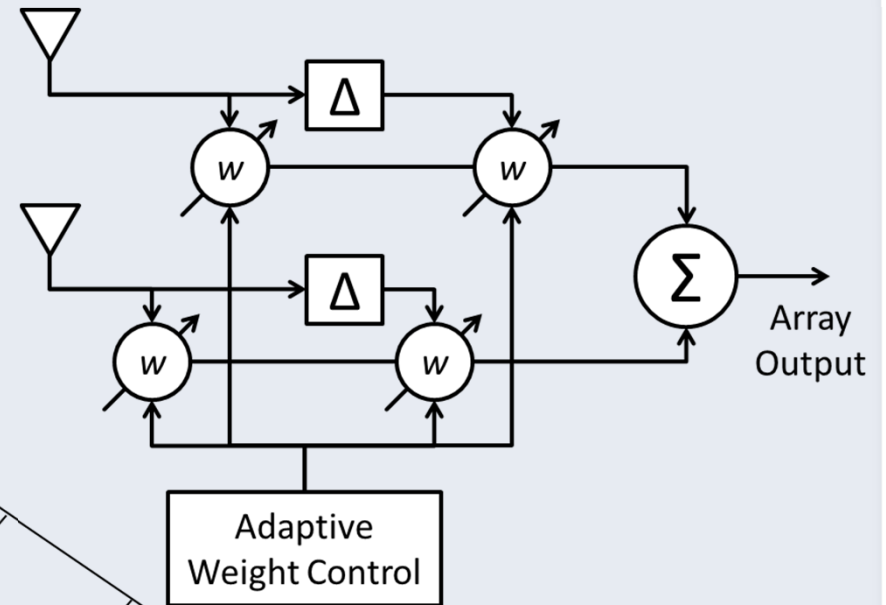 Δ
w
w
Δ
w
w
Σ
Array
Output
Adaptive
Weight Control